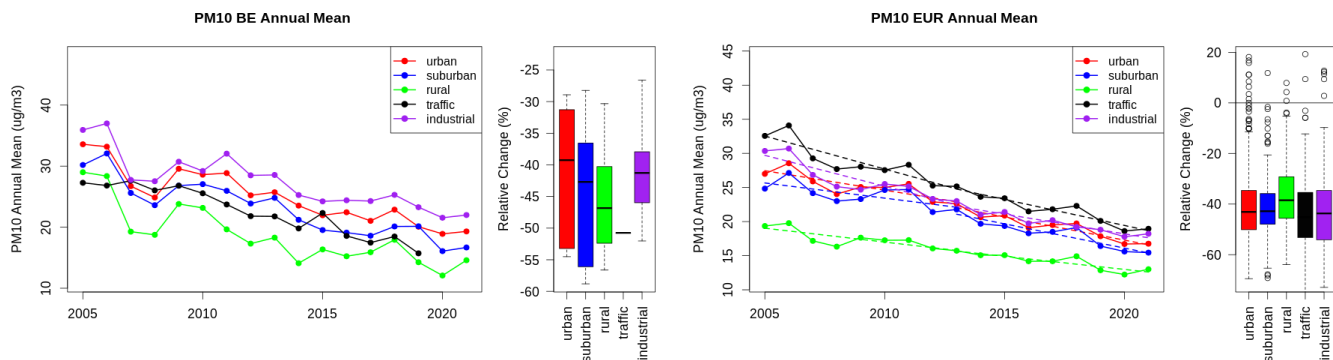 PM10 BE Annual Mean
PM10 Annual Mean (ug/m3)
40
30
20
10
2005
2010
2015
2020
urban
suburban
rural
traffic
industrial
Relative Change (%)
-25
-30
-35
-40
-45
-50
-55
-60
urban
suburban
rural
traffic
industrial
PM10 EUR Annual Mean
PM10 Annual Mean (ug/m3)
45
40
35
30
25
20
15
10
2005
2010
2015
2020
urban
suburban
rural
traffic
industrial
Relative Change (%)
20
0
-20
-40
-60
urban
suburban
rural
traffic
industrial